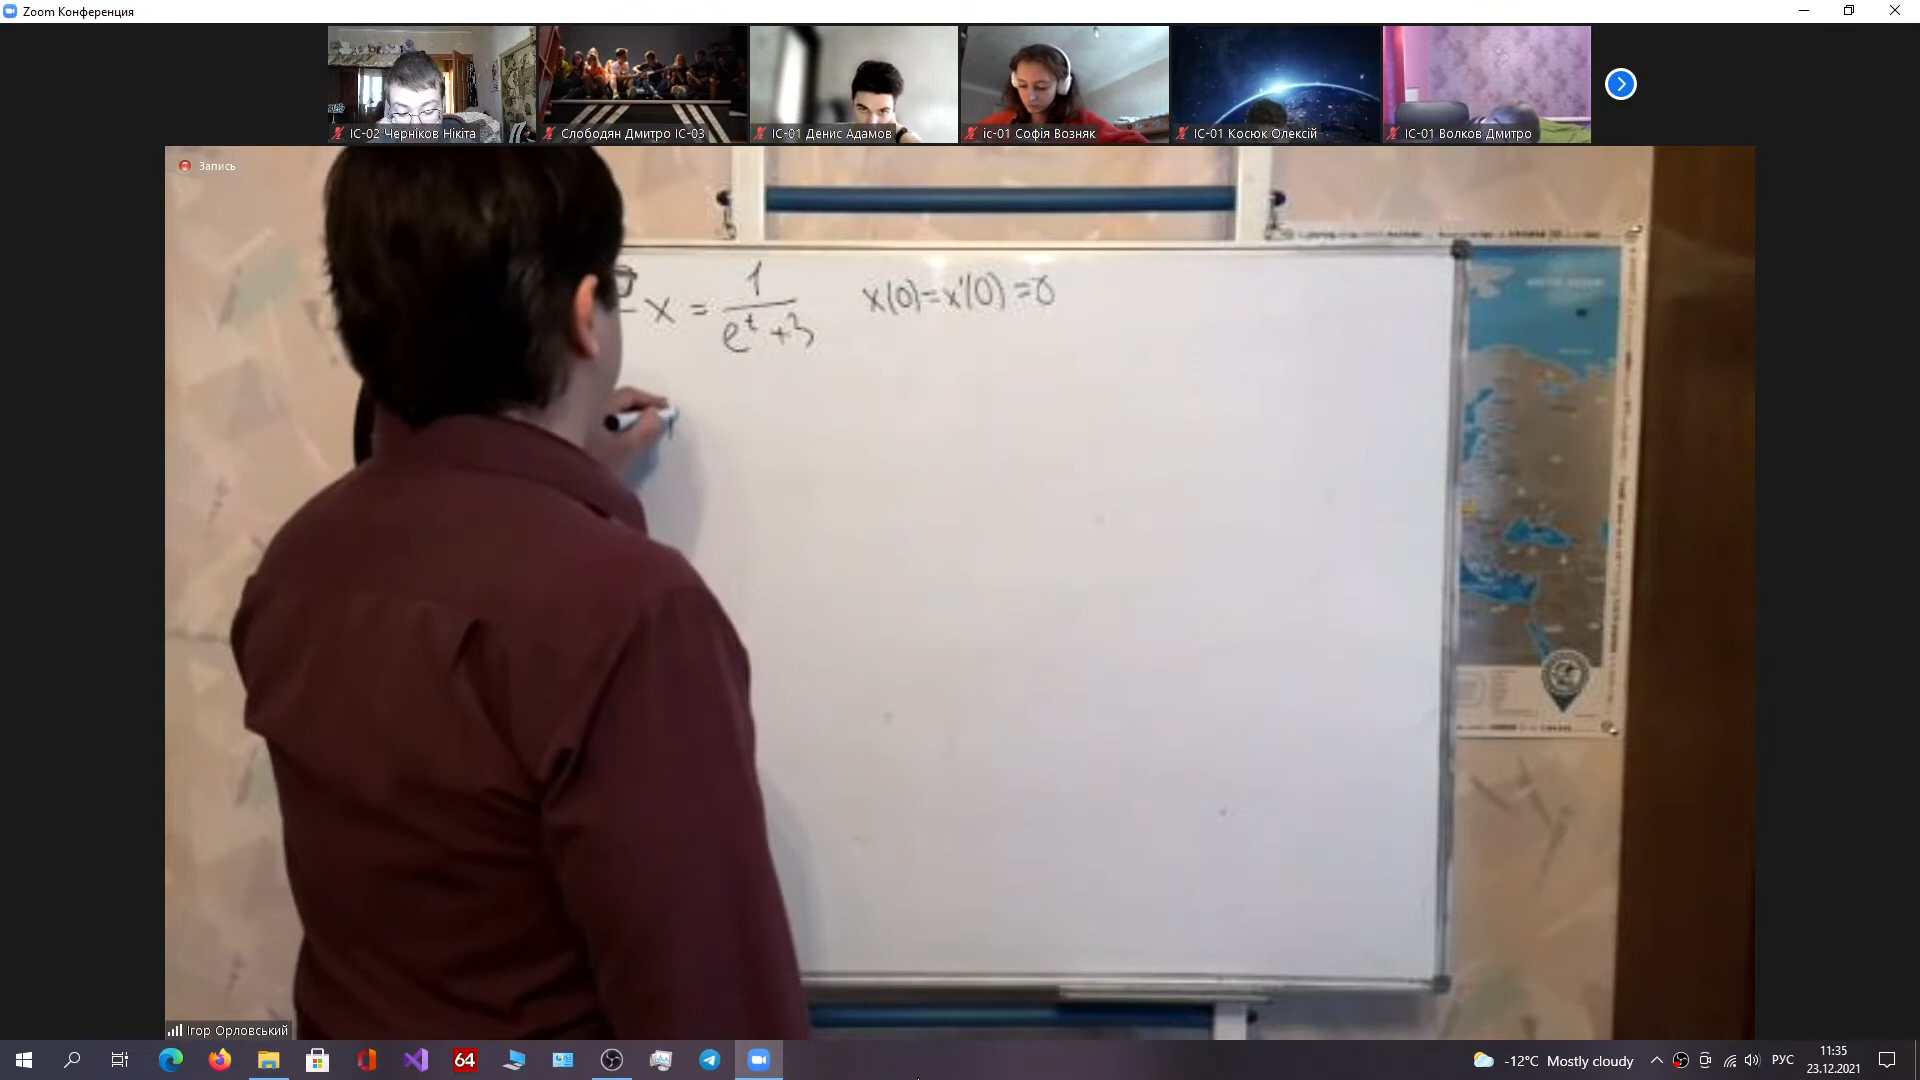 Zoom Конференция
IC-02 Черніков Нікіта
Слободян Дмитро IC-03
IC-01 Денис Адамов
іс-01 Софія Возняк
IC-01 Косюк Олексій
IC-01 Волков Дмитро
Запись
x = 1/(e^t + 3) x(0) = x'(0) = 0
Ігор Орловський
64
-12°C Mostly cloudy
РУС
11:35
23.12.2021